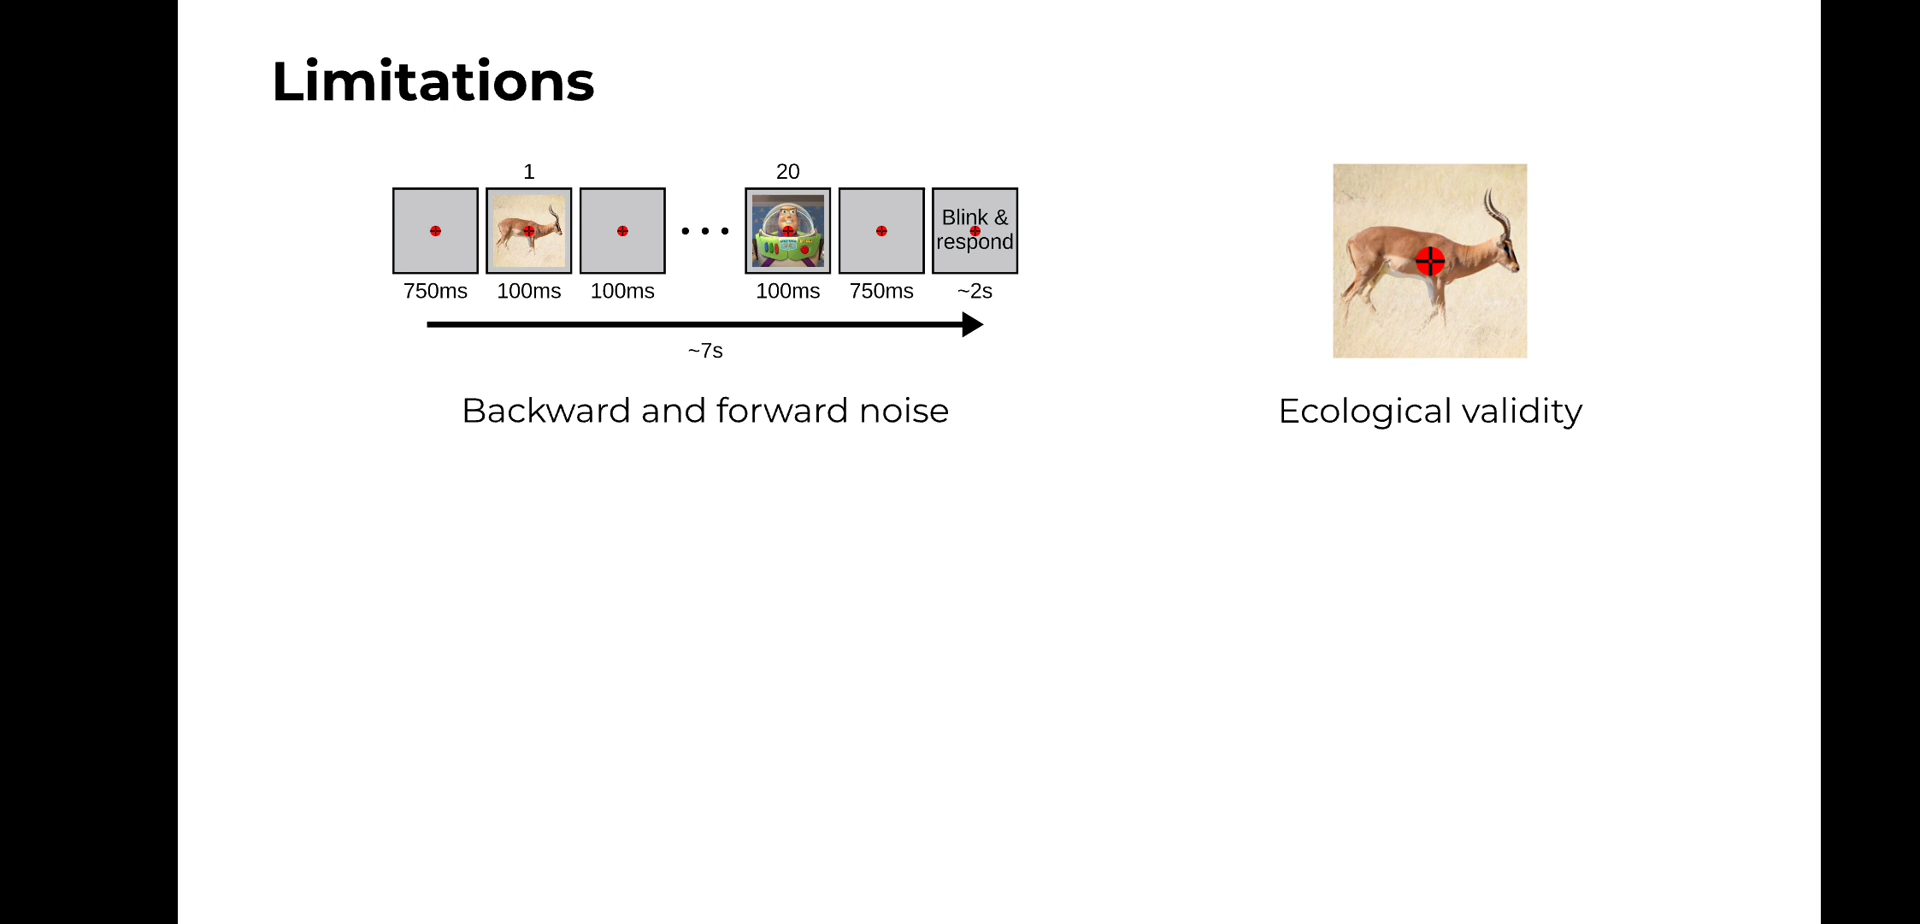 Limitations
1
20
Blink &
respond
750ms
100ms
100ms
100ms
750ms
~2s
~7s
Backward and forward noise
Ecological validity